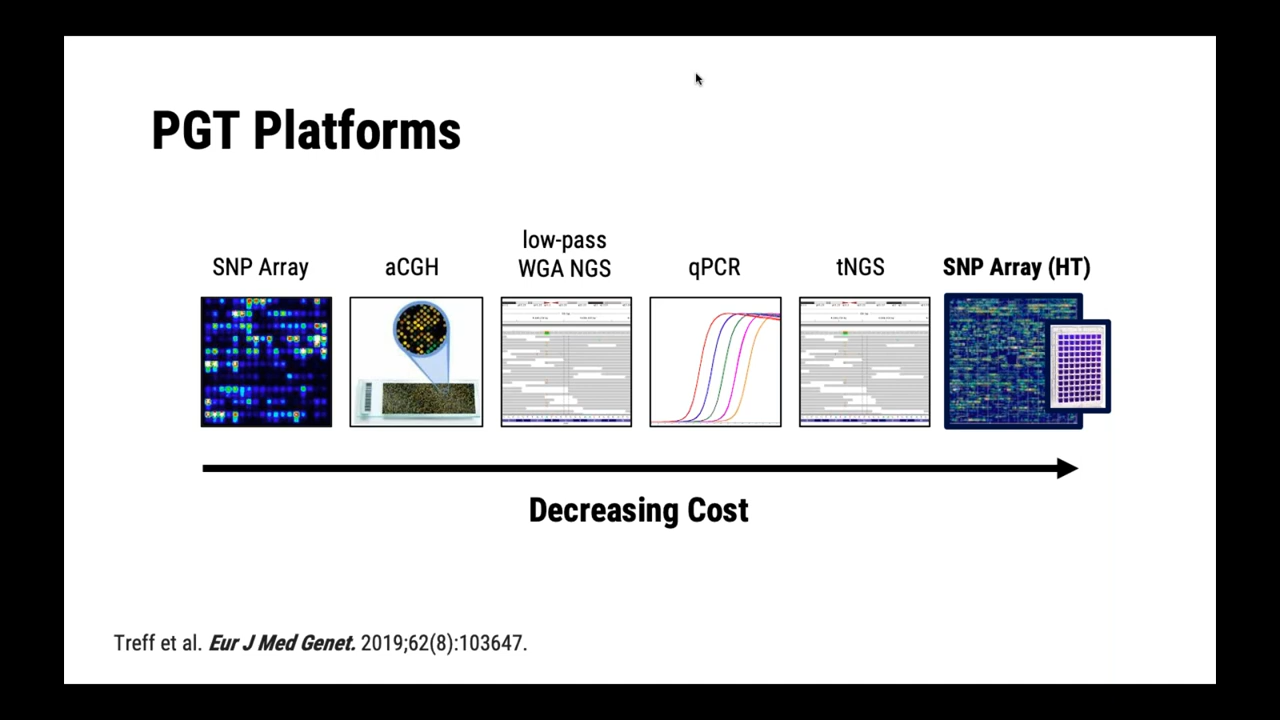 PGT Platforms
SNP Array
aCGH
low-pass
WGA NGS
qPCR
tNGS
SNP Array (HT)
Decreasing Cost
Treff et al. Eur J Med Genet. 2019;62(8):103647.